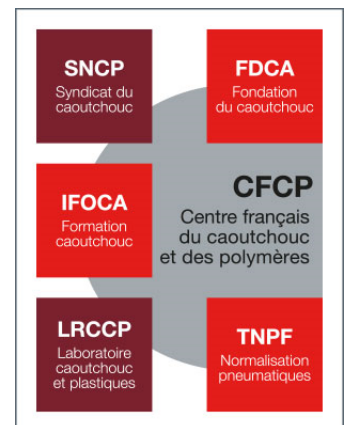 SNCP
Syndicat du
caoutchouc
FDCA
Fondation
du caoutchouc
IFOCA
Formation
caoutchouc
CFCP
Centre français
du caoutchouc
et des polymères
LRCCP
Laboratoire
caoutchouc
et plastiques
TNPF
Normalisation
pneumatiques